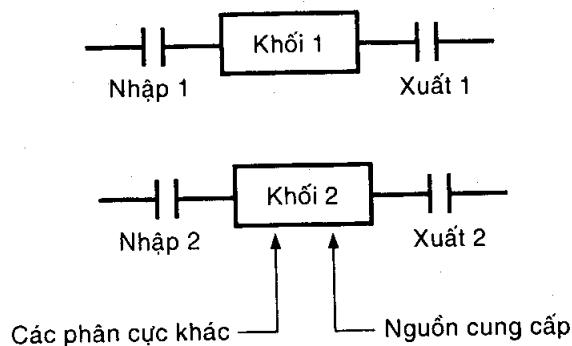 Khối 1
Nhập 1
Xuất 1
Khối 2
Nhập 2
Xuất 2
Các phân cực khác
Nguồn cung cấp